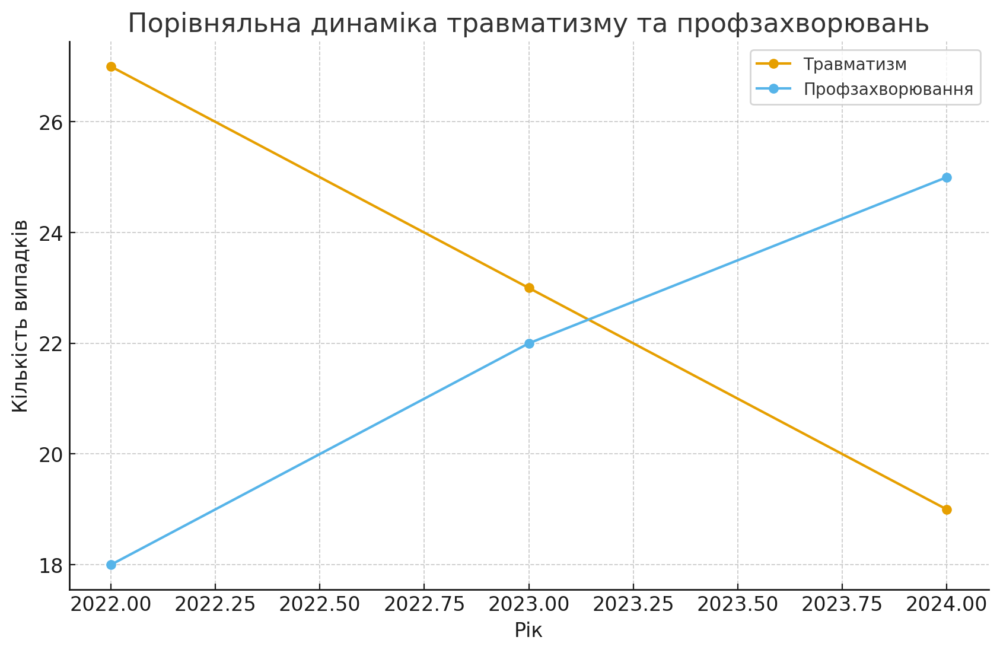 Порівняльна динаміка травматизму та профзахворювань
Травматизм
Профзахворювання
Кількість випадків
26
24
22
20
18
2022.00 2022.25 2022.50 2022.75 2023.00 2023.25 2023.50 2023.75 2024.00
Рік